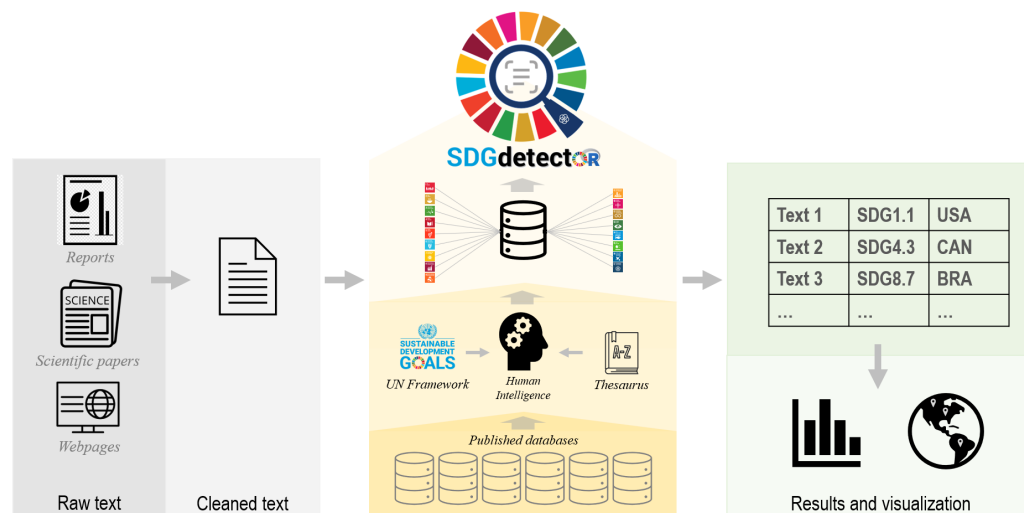 SDGdetectoR
Reports
SCIENCE
Scientific papers
Webpages
Raw text
Cleaned text
SUSTAINABLE
DEVELOPMENT
GOALS
UN Framework
Human
Intelligence
A-Z
Thesaurus
Published databases
Text 1 SDG1.1 USA
Text 2 SDG4.3 CAN
Text 3 SDG8.7 BRA
... ... ...
Results and visualization